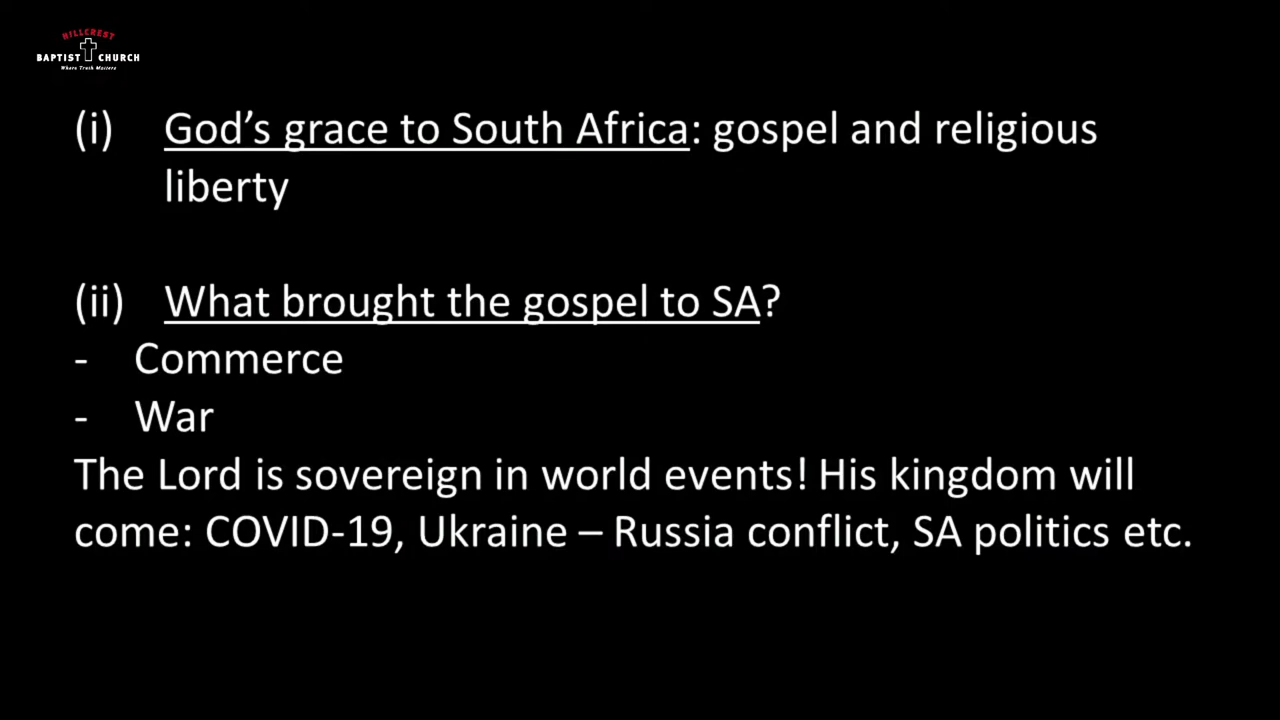 HILLCREST
BAPTIST CHURCH
Where Truth Matters
(i) God's grace to South Africa: gospel and religious
liberty
(ii) What brought the gospel to SA?
- Commerce
- War
The Lord is sovereign in world events! His kingdom will
come: COVID-19, Ukraine – Russia conflict, SA politics etc.